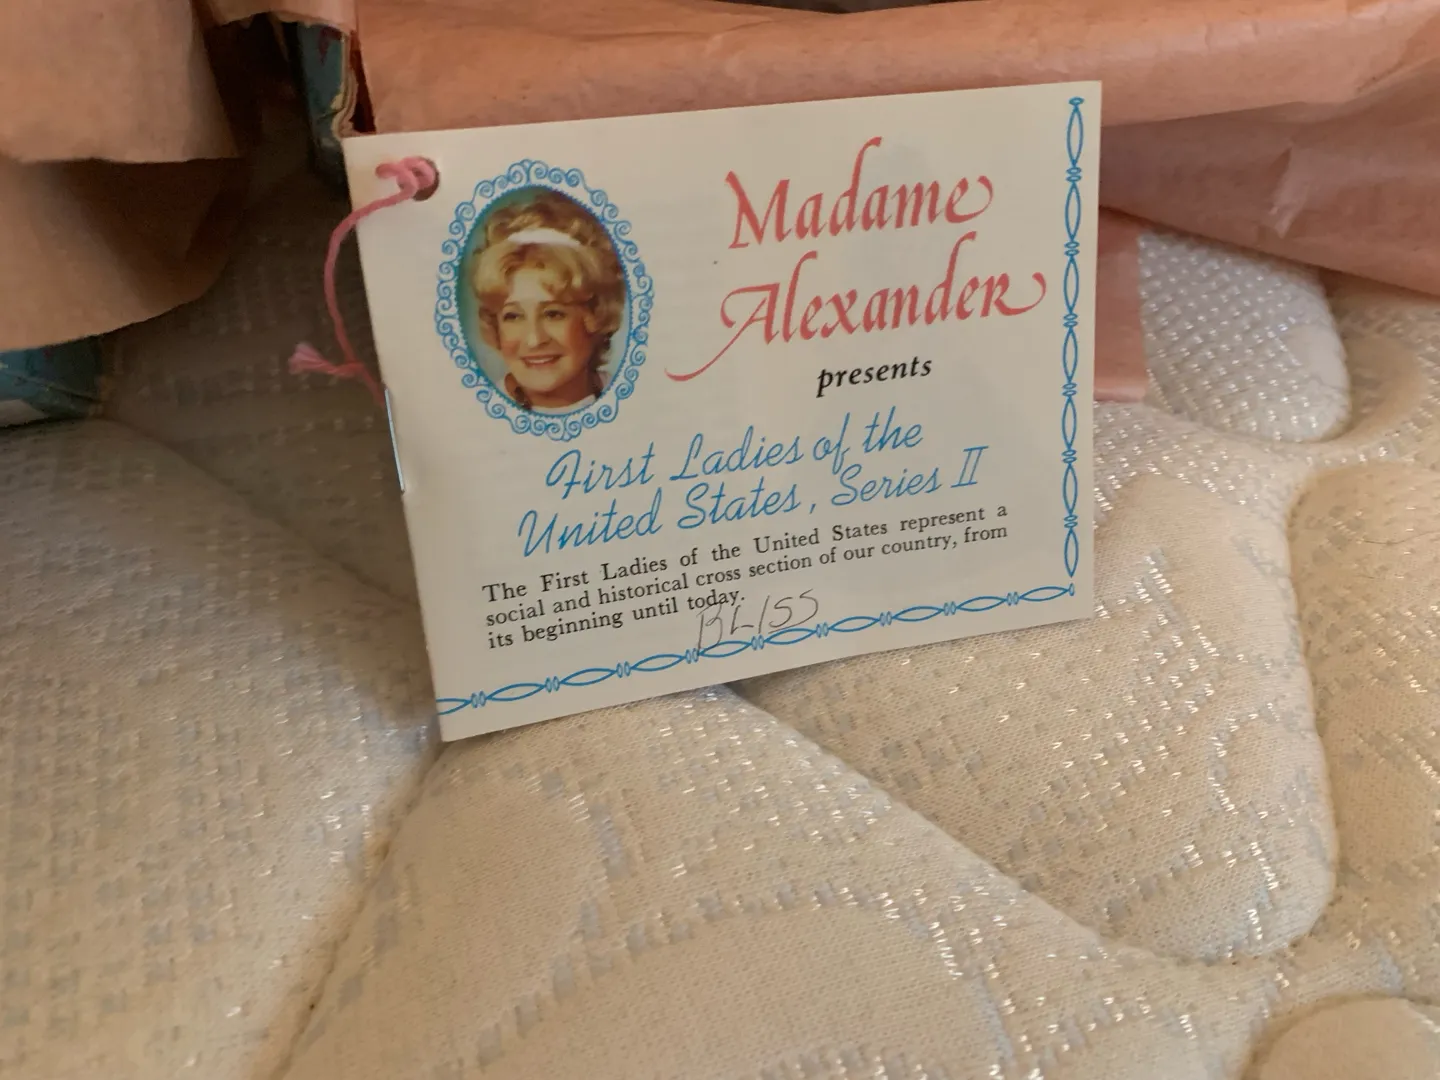 Madame
Alexander
presents
First Ladies of the
United States, Series II
The First Ladies of the United States represent a
social and historical cross section of our country, from
its beginning until today.
BLISS